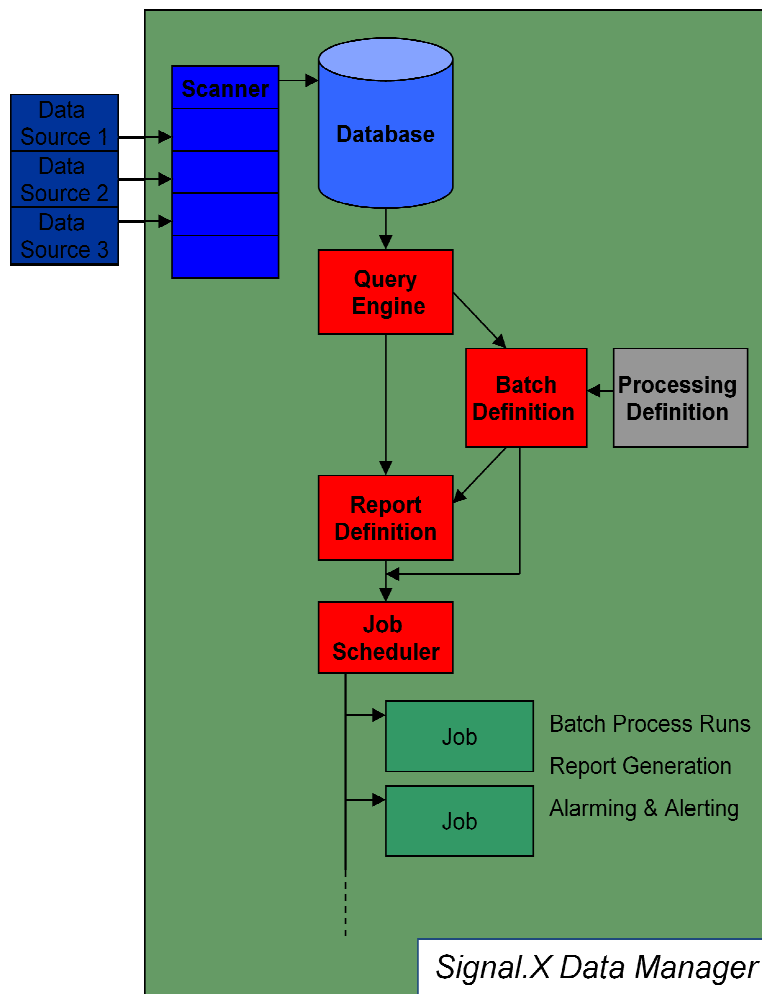 Scanner
Data
Source 1
Data
Source 2
Data
Source 3
Database
Query
Engine
Batch
Definition
Processing
Definition
Report
Definition
Job
Scheduler
Job
Batch Process Runs
Report Generation
Job
Alarming & Alerting
Signal.X Data Manager